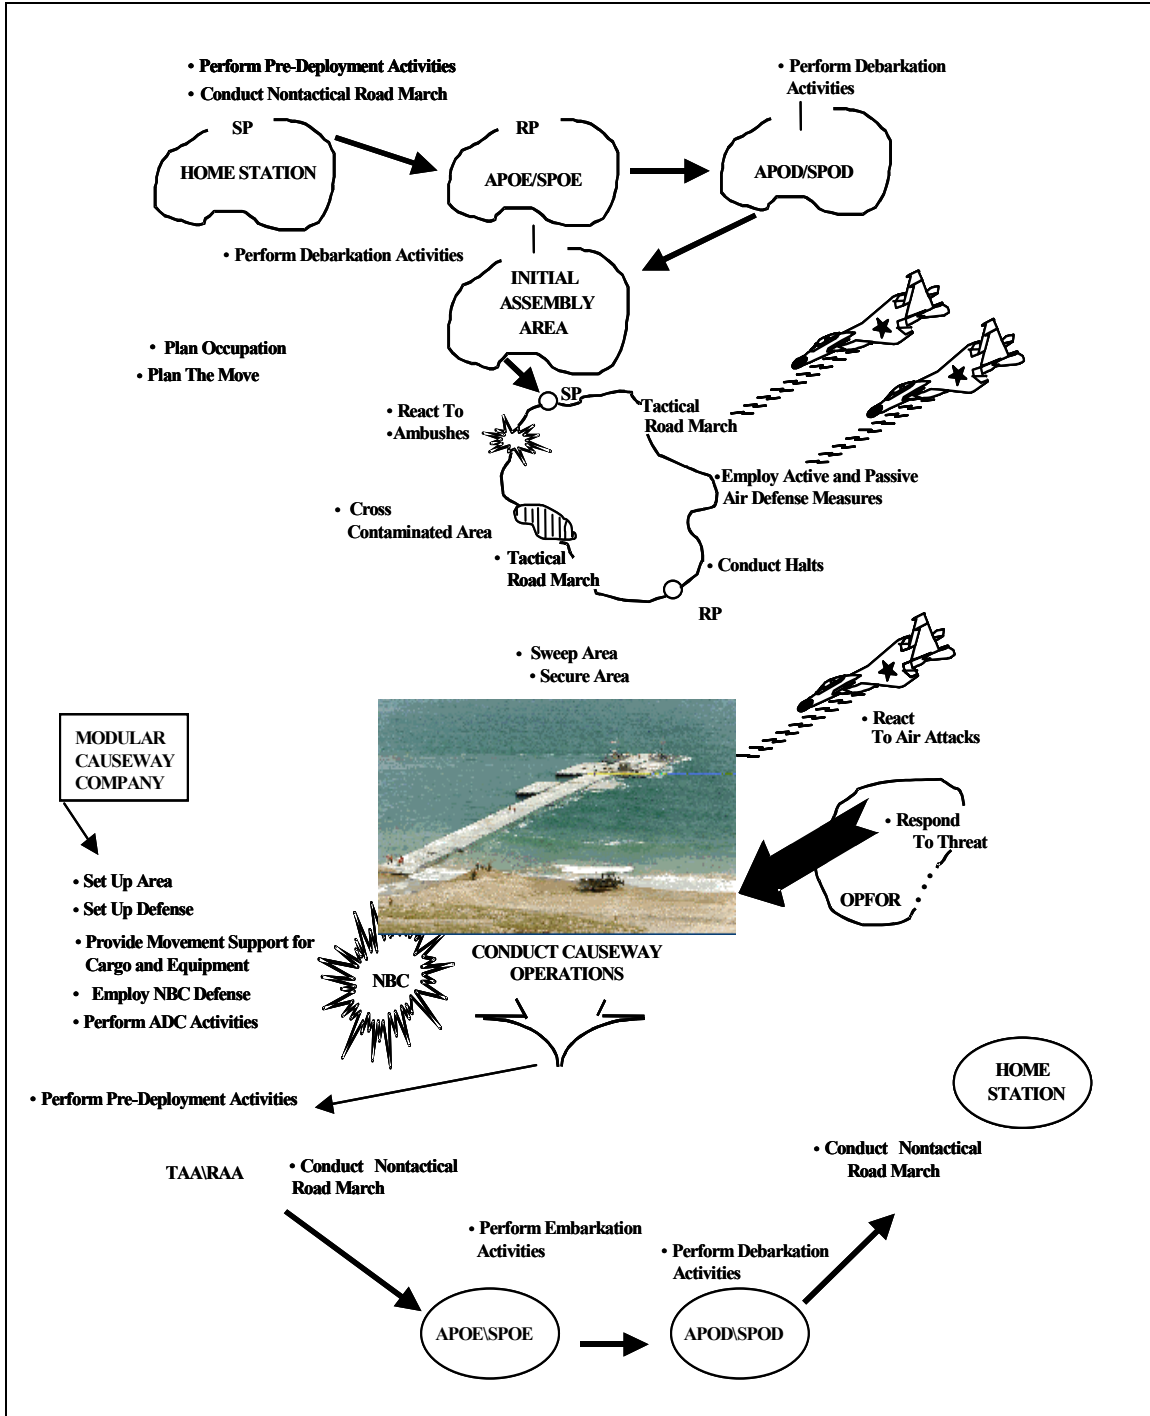 • Perform Pre-Deployment Activities
• Conduct Nontactical Road March
• Perform Debarkation
Activities
SP
HOME STATION
RP
APOE/SPOE
APOD/SPOD
• Perform Debarkation Activities
INITIAL
ASSEMBLY
AREA
• Plan Occupation
• Plan The Move
SP
• React To
• Ambushes
Tactical
Road March
• Employ Active and Passive
Air Defense Measures
• Cross
Contaminated Area
• Tactical
Road March
• Conduct Halts
RP
• Sweep Area
• Secure Area
MODULAR
CAUSEWAY
COMPANY
• React
To Air Attacks
• Respond
To Threat
OPFOR
• Set Up Area
• Set Up Defense
• Provide Movement Support for
Cargo and Equipment
• Employ NBC Defense
• Perform ADC Activities
NBC
CONDUCT CAUSEWAY
OPERATIONS
• Perform Pre-Deployment Activities
HOME
STATION
TAA\RAA
• Conduct Nontactical
Road March
• Conduct Nontactical
Road March
• Perform Embarkation
Activities
• Perform Debarkation
Activities
APOE\SPOE
APOD\SPOD